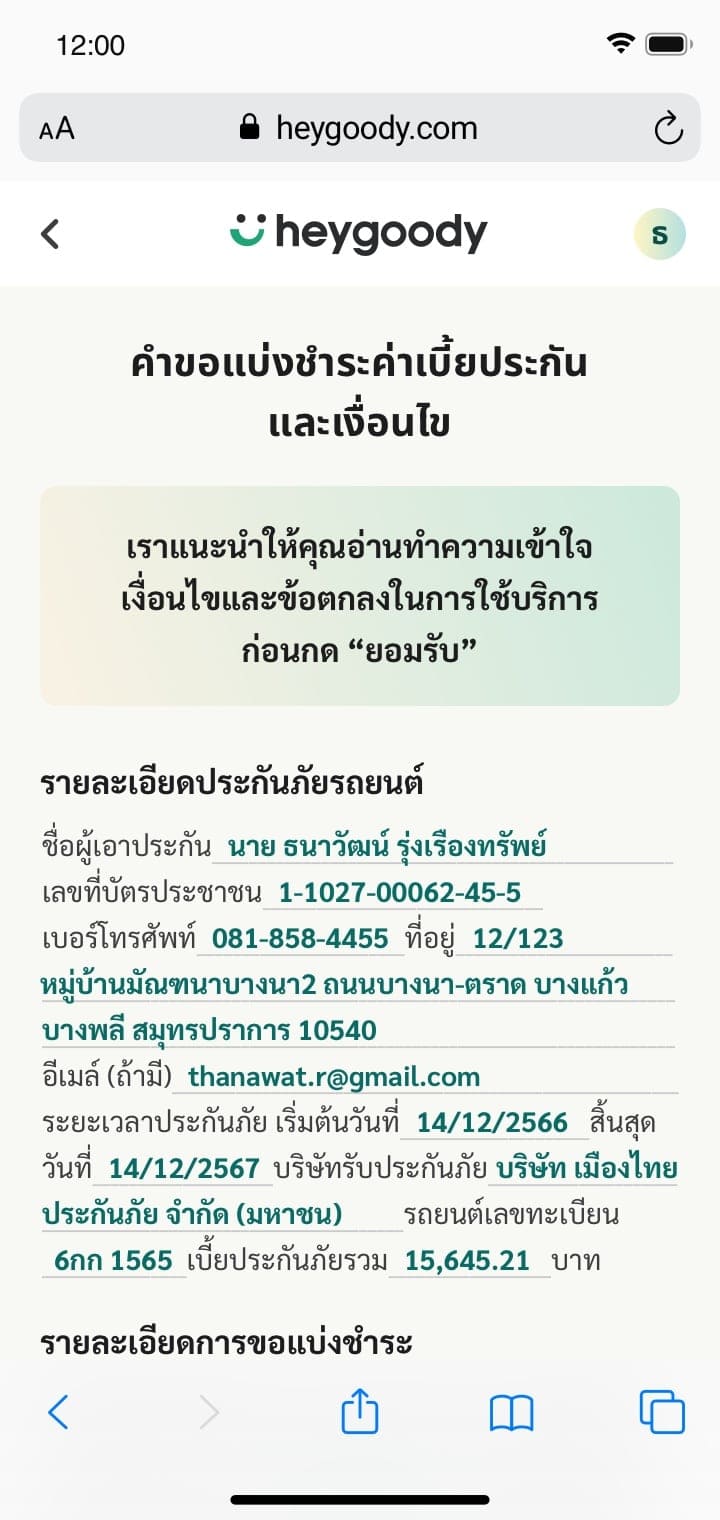 12:00
AA heygoody.com
heygoody ธ
คำขอแบ่งชำระค่าเบี้ยประกัน
และเงื่อนไข
เราแนะนำให้คุณอ่านทำความเข้าใจ
เงื่อนไขและข้อตกลงในการใช้บริการ
ก่อนกด “ยอมรับ”
รายละเอียดประกันภัยรถยนต์
ชื่อผู้เอาประกัน นาย ธนาวัฒน์ รุ่งเรืองทรัพย์
เลขที่บัตรประชาชน 1-1027-00062-45-5
เบอร์โทรศัพท์ 081-858-4455 ที่อยู่ 12/123
หมู่บ้านมัณฑนาบางนา2 ถนนบางนา-ตราด บางแก้ว
บางพลี สมุทรปราการ 10540
อีเมล์ (ถ้ามี) thanawat.r@gmail.com
ระยะเวลาประกันภัย เริ่มต้นวันที่ 14/12/2566 สิ้นสุด
วันที่ 14/12/2567 บริษัทรับประกันภัย บริษัท เมืองไทย
ประกันภัย จำกัด (มหาชน) รถยนต์เลขทะเบียน
6กก 1565 เบี้ยประกันภัยรวม 15,645.21 บาท
รายละเอียดการขอแบ่งชำระ